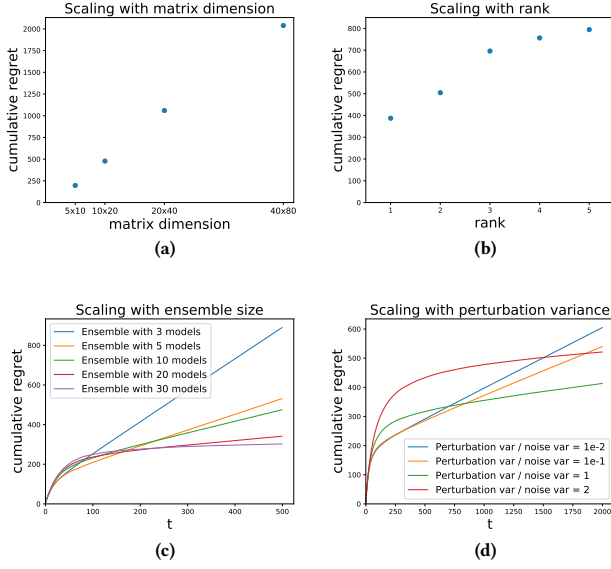 Scaling with matrix dimension
cumulative regret
2000
1750
1500
1250
1000
750
500
250
0
5x10 10x20 20x40 40x80
matrix dimension
(a)
Scaling with rank
cumulative regret
800
700
600
500
400
300
200
100
0
1 2 3 4 5
rank
(b)
Scaling with ensemble size
cumulative regret
800
600
400
200
0
Ensemble with 3 models
Ensemble with 5 models
Ensemble with 10 models
Ensemble with 20 models
Ensemble with 30 models
0 100 200 300 400 500
t
(c)
Scaling with perturbation variance
cumulative regret
600
500
400
300
200
100
0
Perturbation var / noise var = 1e-2
Perturbation var / noise var = 1e-1
Perturbation var / noise var = 1
Perturbation var / noise var = 2
0 250 500 750 1000 1250 1500 1750 2000
t
(d)